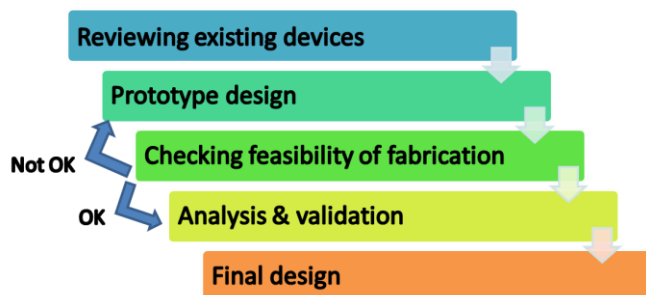 Reviewing existing devices
Prototype design
Not OK
Checking feasibility of fabrication
OK
Analysis & validation
Final design